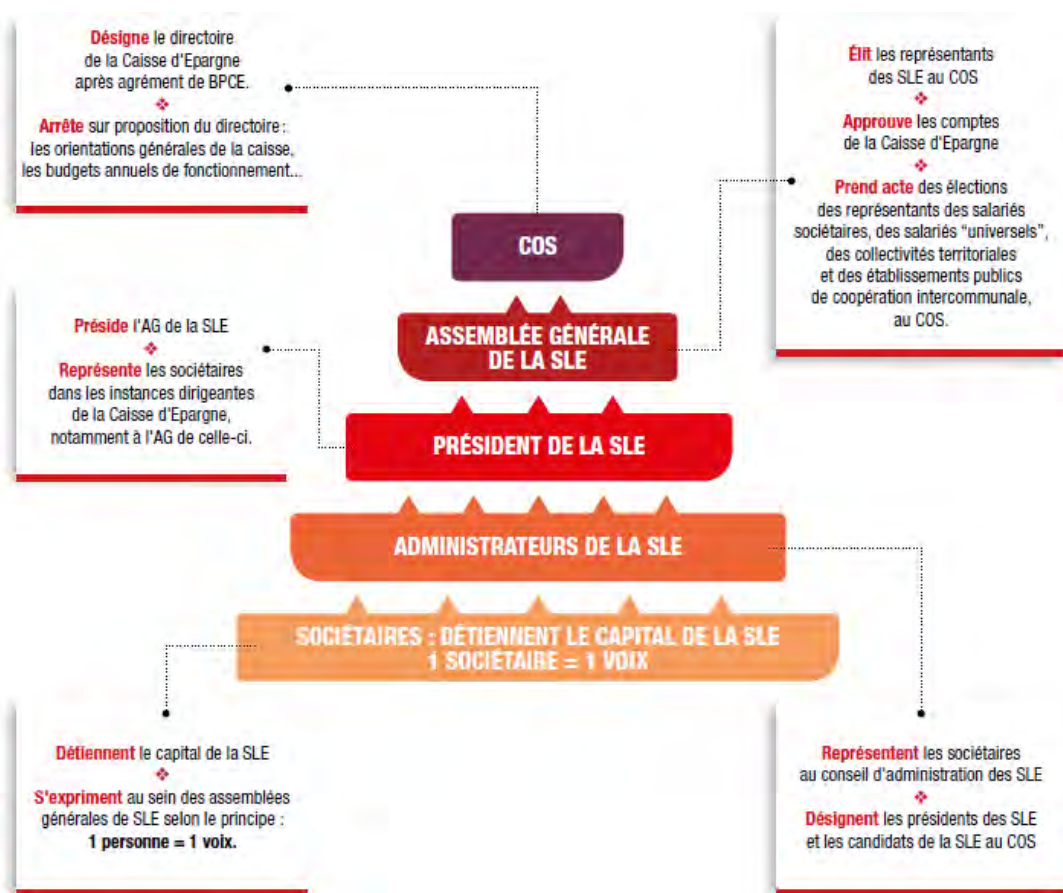 Désigne le directoire
de la Caisse d'Epargne
après agrément de BPCE.
Arrête sur proposition du directoire :
les orientations générales de la caisse,
les budgets annuels de fonctionnement...
Élit les représentants
des SLE au COS
Approuve les comptes
de la Caisse d'Epargne
Prend acte des élections
des représentants des salariés
sociétaires, des salariés "universels",
des collectivités territoriales
et des établissements publics
de coopération intercommunale,
au COS.
COS
ASSEMBLÉE GÉNÉRALE
DE LA SLE
Préside l'AG de la SLE
Représente les sociétaires
dans les instances dirigeantes
de la Caisse d'Epargne,
notamment à l'AG de celle-ci.
PRÉSIDENT DE LA SLE
ADMINISTRATEURS DE LA SLE
SOCIÉTAIRES : DÉTIENNENT LE CAPITAL DE LA SLE
1 SOCIÉTAIRE = 1 VOIX
Détiennent le capital de la SLE
S'expriment au sein des assemblées
générales de SLE selon le principe :
1 personne = 1 voix.
Représentent les sociétaires
au conseil d'administration des SLE
Désignent les présidents des SLE
et les candidats de la SLE au COS